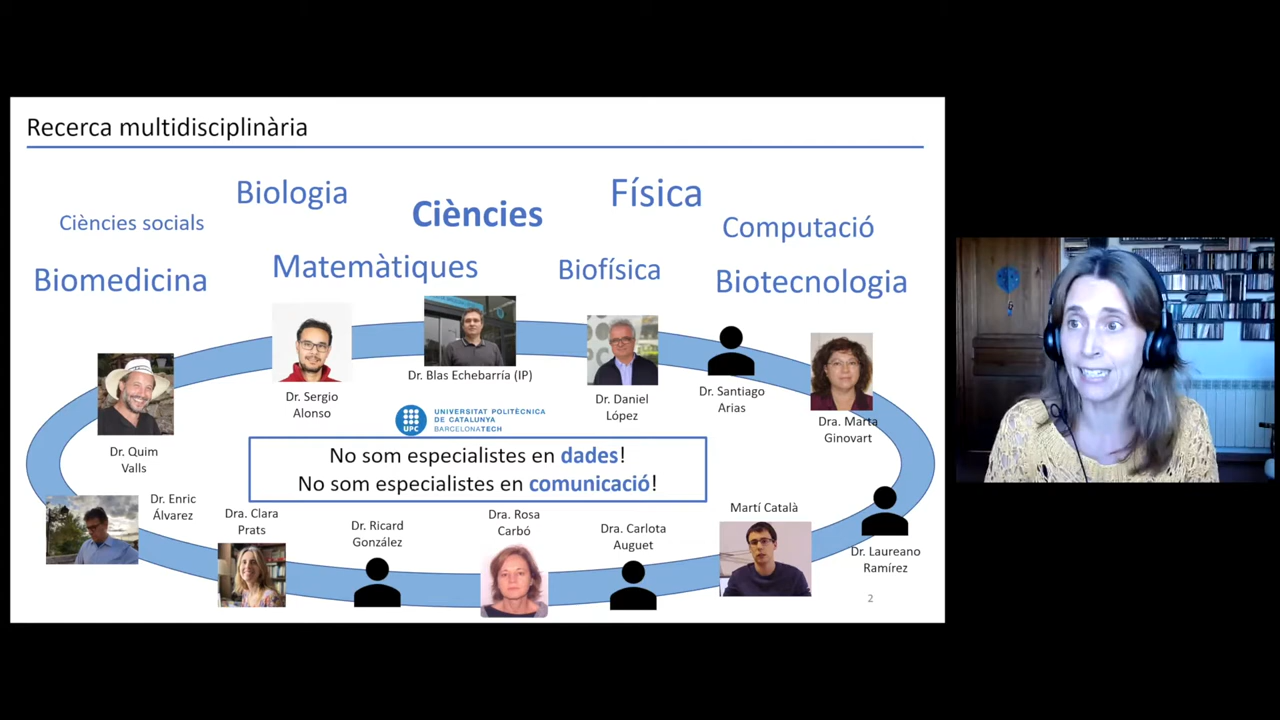 Recerca multidisciplinària
Biologia
Física
Ciències
Ciències socials
Computació
Matemàtiques
Biofísica
Biomedicina
Biotecnologia
Dr. Blas Echebarría (IP)
Dr. Sergio
Alonso
Dr. Daniel
López
Dr. Santiago
Arias
Dra. Marta
Ginovart
UNIVERSITAT POLITÈCNICA
DE CATALUNYA
BARCELONATECH
UPC
Dr. Quim
Valls
No som especialistes en dades!
No som especialistes en comunicació!
Dr. Enric
Álvarez
Dra. Clara
Prats
Dr. Ricard
González
Dra. Rosa
Carbó
Dra. Carlota
Auguet
Martí Català
Dr. Laureano
Ramírez
2